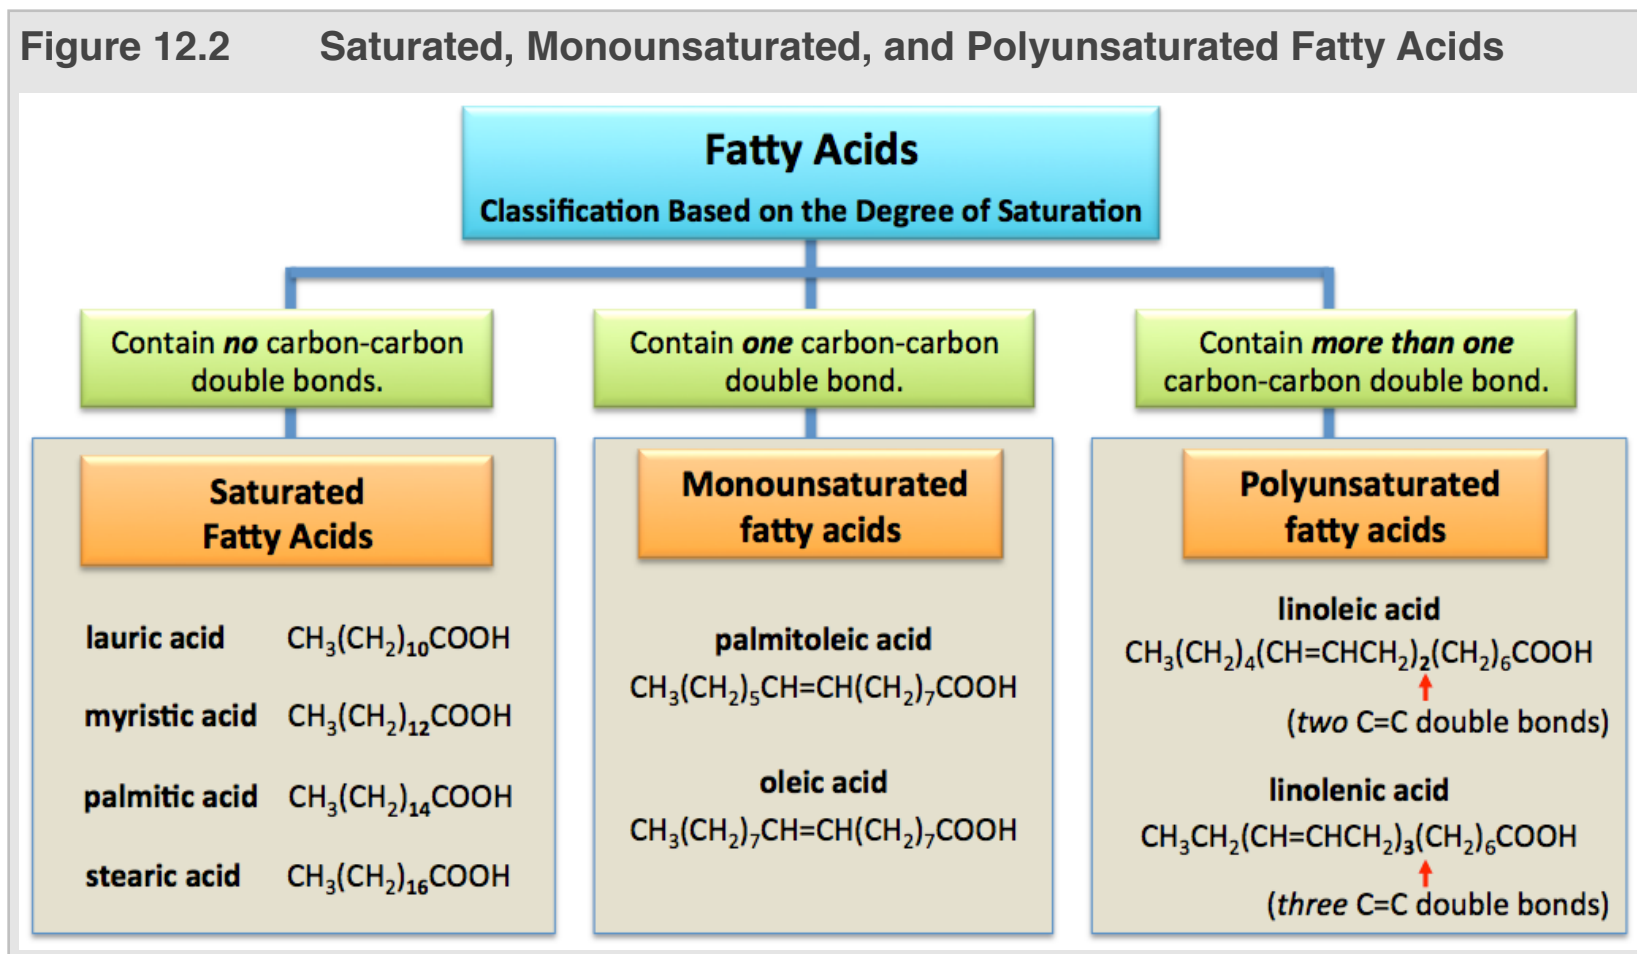 Figure 12.2 Saturated, Monounsaturated, and Polyunsaturated Fatty Acids
Fatty Acids
Classification Based on the Degree of Saturation
Contain no carbon-carbon
double bonds.
Saturated
Fatty Acids
lauric acid CH₃(CH₂)₁₀COOH
myristic acid CH₃(CH₂)₁₂COOH
palmitic acid CH₃(CH₂)₁₄COOH
stearic acid CH₃(CH₂)₁₆COOH
Contain one carbon-carbon
double bond.
Monounsaturated
fatty acids
palmitoleic acid
CH₃(CH₂)₅CH=CH(CH₂)₇COOH
oleic acid
CH₃(CH₂)₇CH=CH(CH₂)₇COOH
Contain more than one
carbon-carbon double bond.
Polyunsaturated
fatty acids
linoleic acid
CH₃(CH₂)₄(CH=CHCH₂)₂(CH₂)₆COOH
(two C=C double bonds)
linolenic acid
CH₃CH₂(CH=CHCH₂)₃(CH₂)₆COOH
(three C=C double bonds)